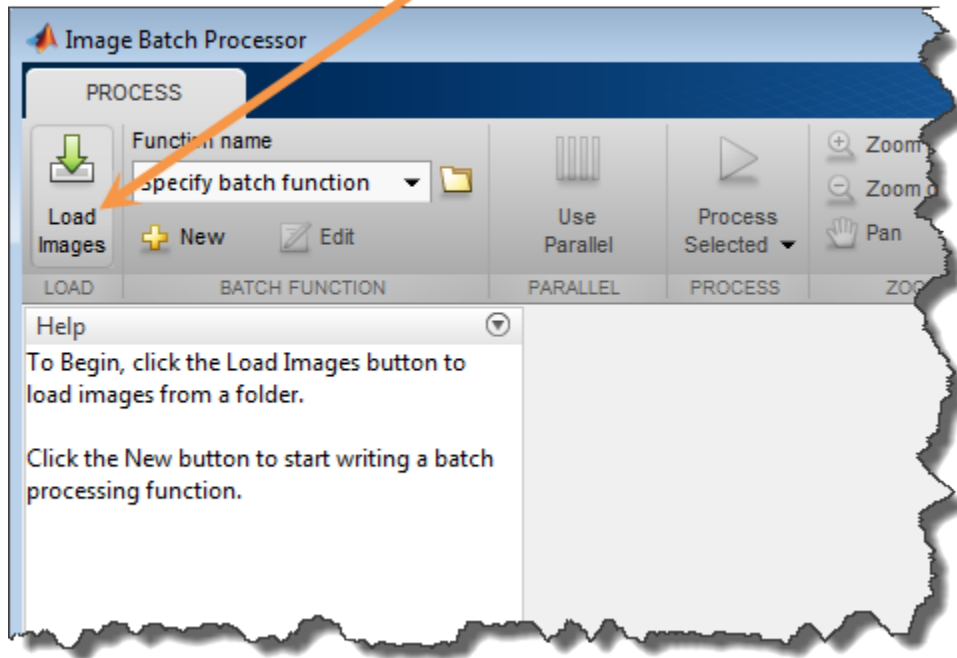 Image Batch Processor
PROCESS
Load
Images
LOAD
Function name
Specify batch function
New Edit
BATCH FUNCTION
Use
Parallel
PARALLEL
Process
Selected
PROCESS
Zoom
Zoom
Pan
Help
To Begin, click the Load Images button to
load images from a folder.
Click the New button to start writing a batch
processing function.